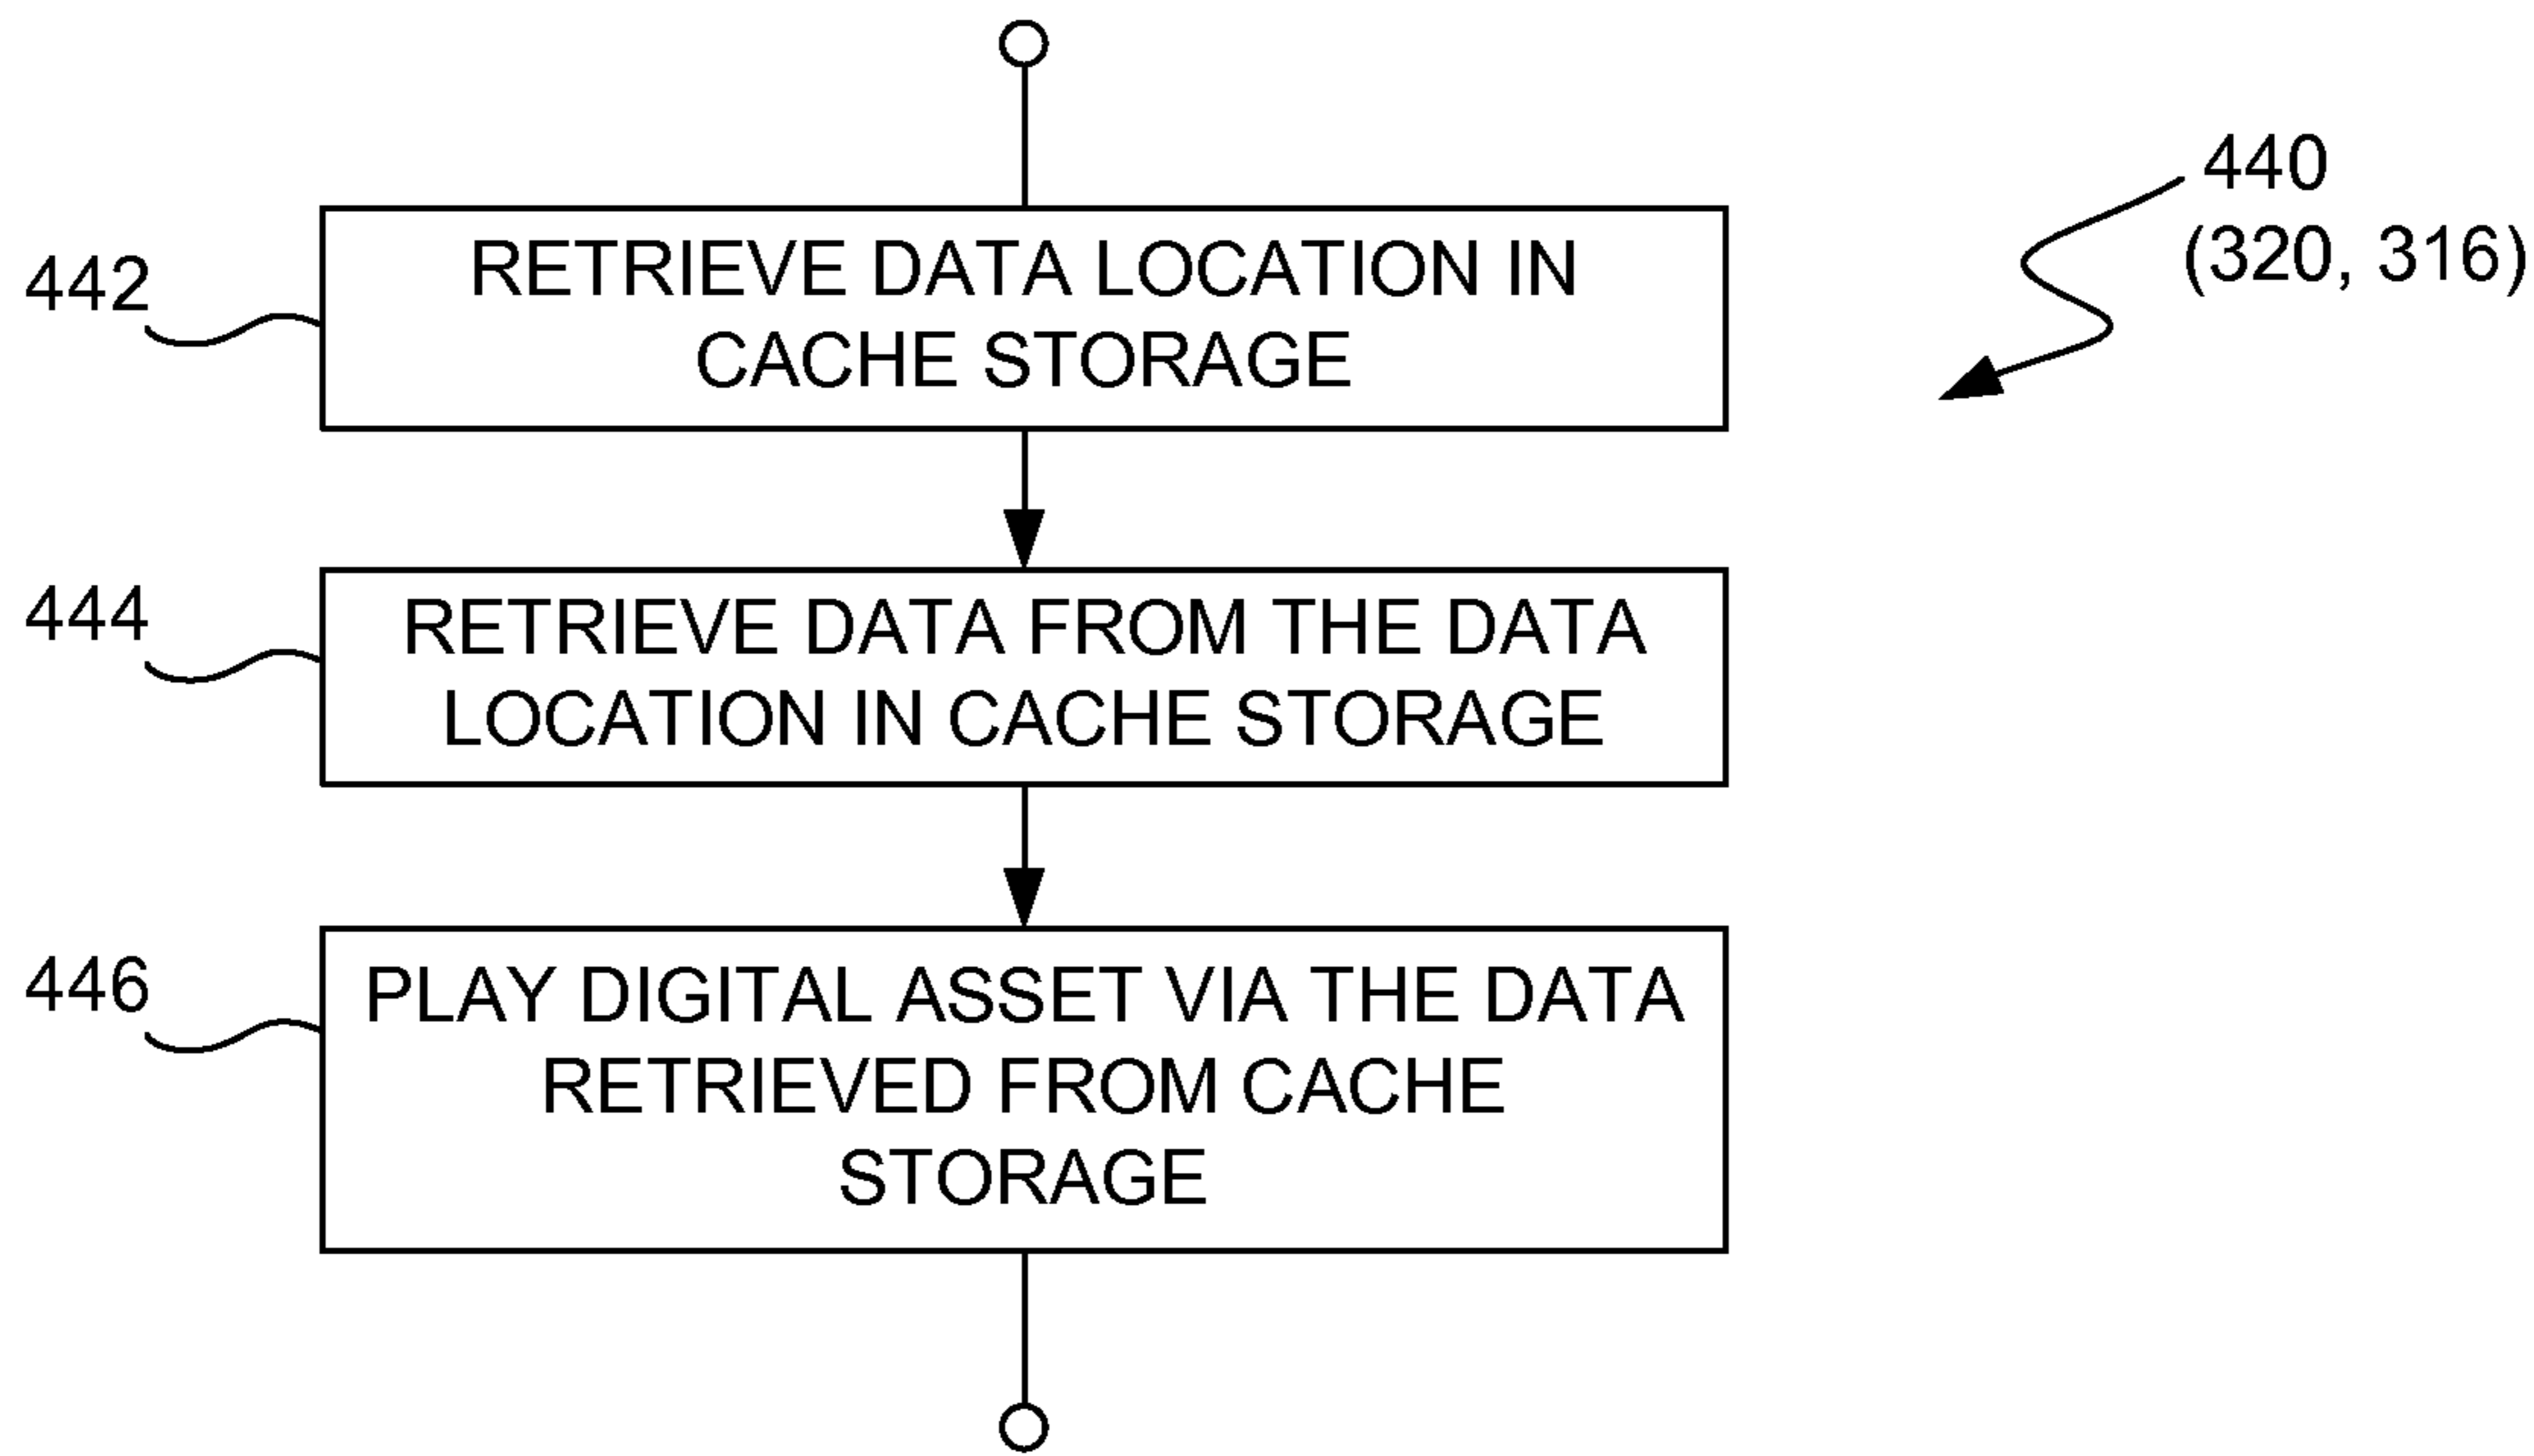 440
(320, 316)
442
RETRIEVE DATA LOCATION IN
CACHE STORAGE
444
RETRIEVE DATA FROM THE DATA
LOCATION IN CACHE STORAGE
446
PLAY DIGITAL ASSET VIA THE DATA
RETRIEVED FROM CACHE
STORAGE